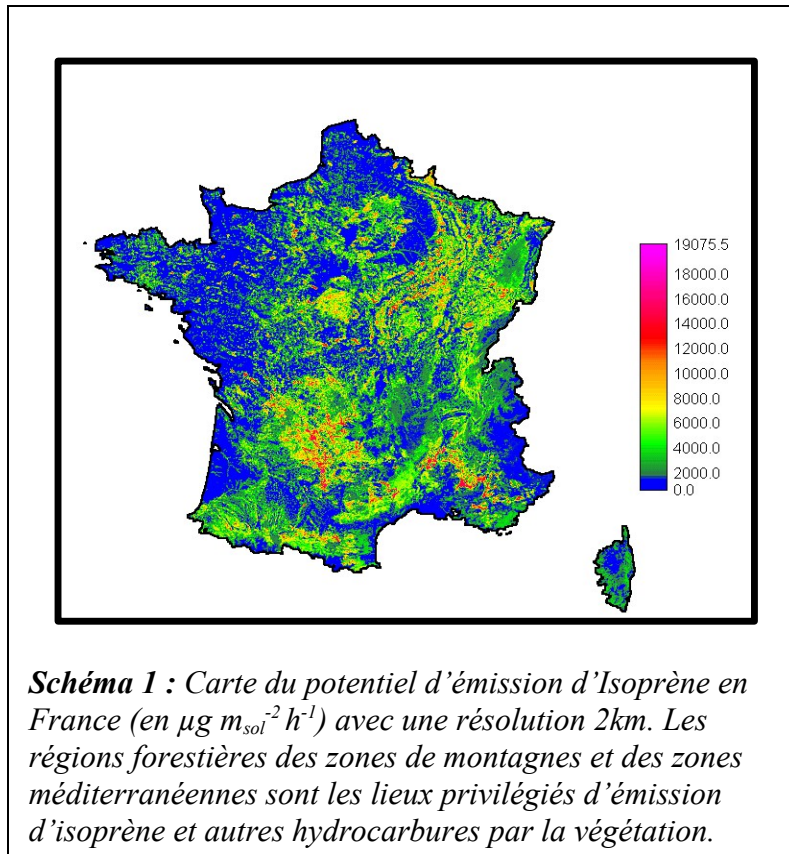 19075.5
18000.0
16000.0
14000.0
12000.0
10000.0
8000.0
6000.0
4000.0
2000.0
0.0
Schéma 1 : Carte du potentiel d’émission d’Isoprène en
France (en µg msol-2 h-1) avec une résolution 2km. Les
régions forestières des zones de montagnes et des zones
méditerranéennes sont les lieux privilégiés d’émission
d’isoprène et autres hydrocarbures par la végétation.